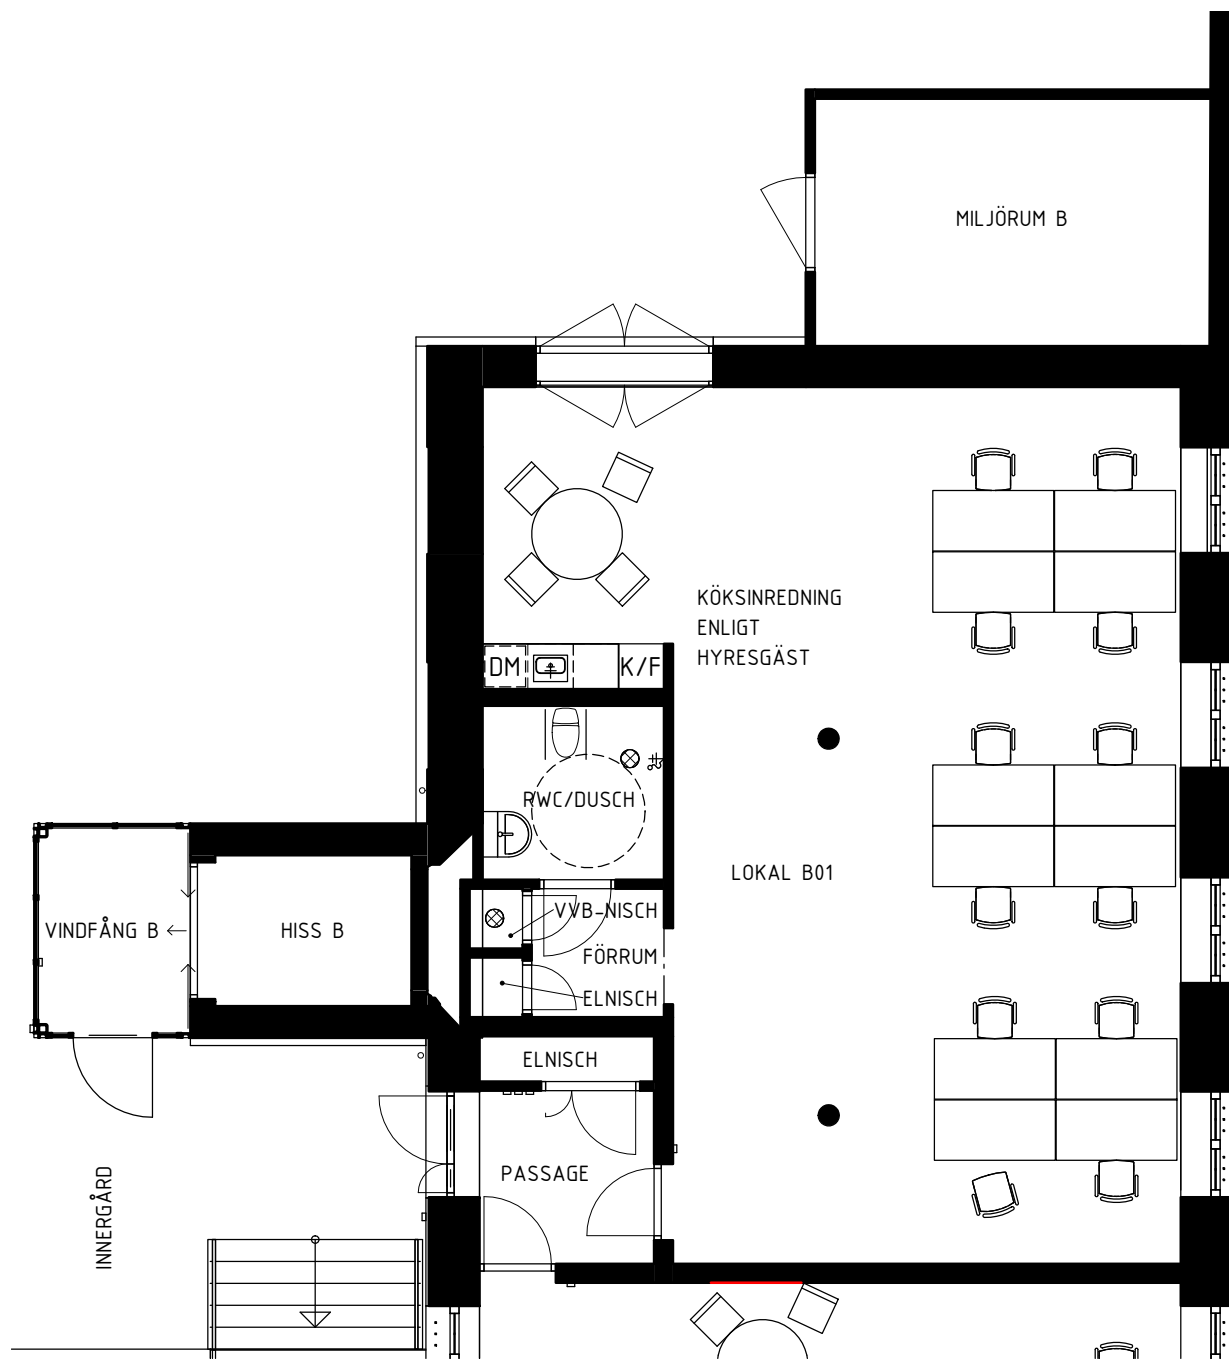 MILJÖRUM B
KÖKSINREDNING
ENLIGT
HYRESGÄST
DM
K/F
RWC/DUSCH
LOKAL B01
VINDFÅNG B
HISS B
VVB-NISCH
FÖRRUM
ELNISCH
ELNISCH
PASSAGE
INNERGÅRD